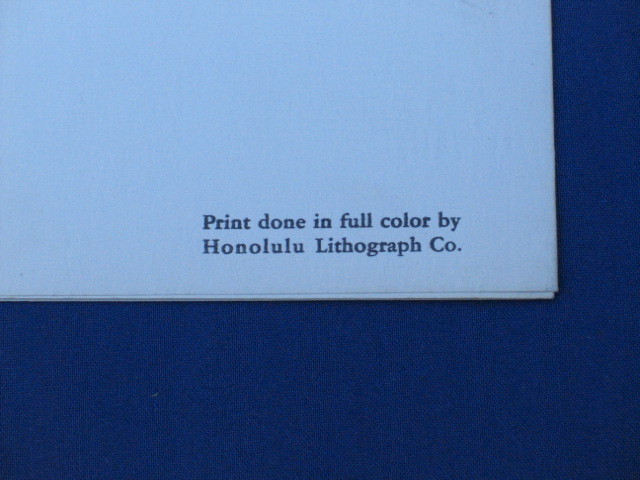 Print done in full color by
Honolulu Lithograph Co.